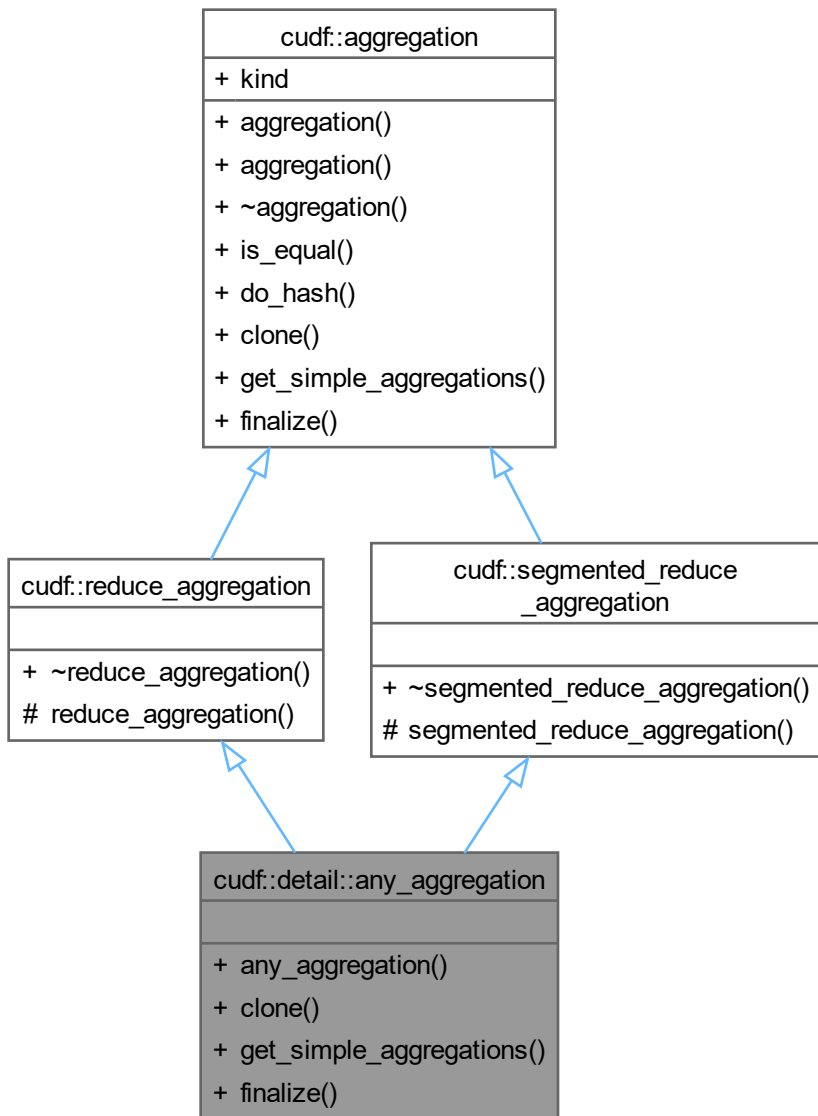 cudf::aggregation
+ kind
+ aggregation()
+ aggregation()
+ ~aggregation()
+ is_equal()
+ do_hash()
+ clone()
+ get_simple_aggregations()
+ finalize()
cudf::reduce_aggregation
+ ~reduce_aggregation()
# reduce_aggregation()
cudf::segmented_reduce
_aggregation
+ ~segmented_reduce_aggregation()
# segmented_reduce_aggregation()
cudf::detail::any_aggregation
+ any_aggregation()
+ clone()
+ get_simple_aggregations()
+ finalize()